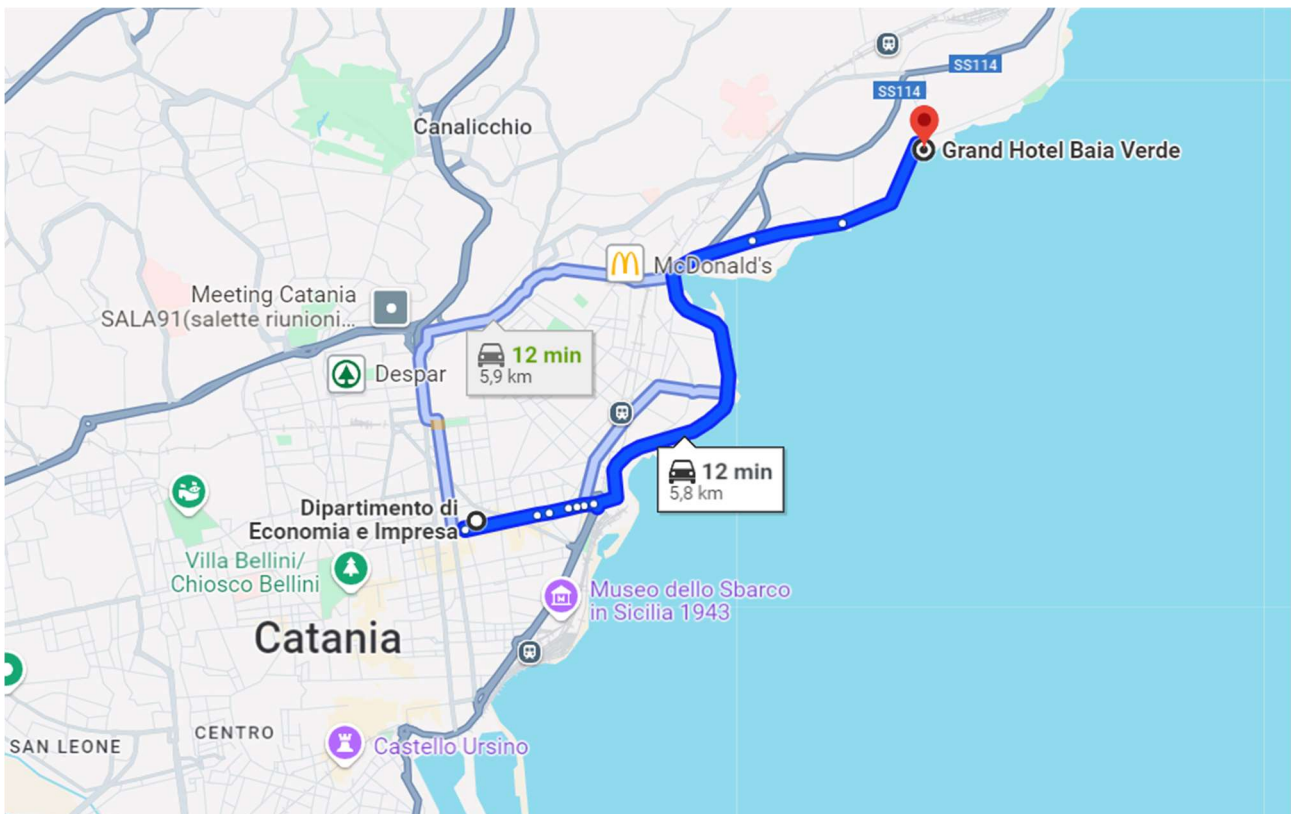 SS114
SS114
Canalicchio
Grand Hotel Baia Verde
McDonald's
Meeting Catania
SALA91(salette riunioni...
12 min
5,9 km
Despar
12 min
5,8 km
Dipartimento di
Economia e Impresa
Villa Bellini/
Chiosco Bellini
Museo dello Sbarco
in Sicilia 1943
Catania
CENTRO
SAN LEONE
Castello Ursino